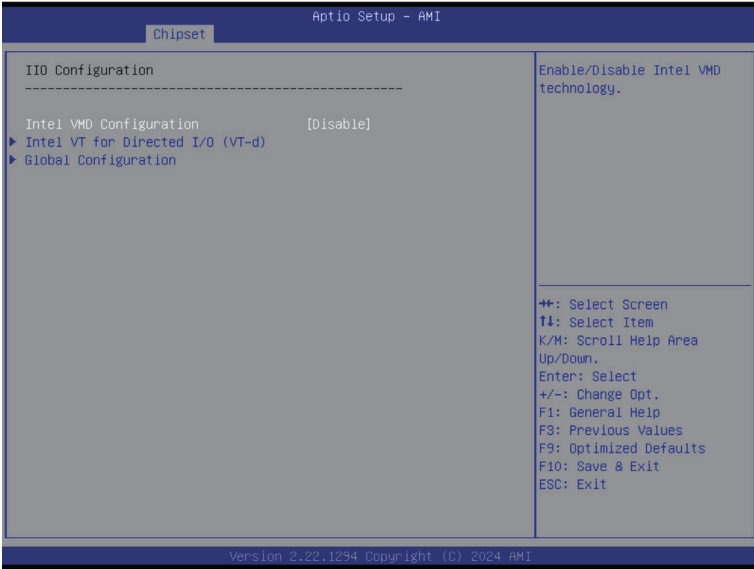 Aptio Setup – AMI
Chipset
IIO Configuration
--------------------------------------------------
Intel VMD Configuration [Disable]
Intel VT for Directed I/O (VT-d)
Global Configuration
Enable/Disable Intel VMD
technology.
→←: Select Screen
↑↓: Select Item
K/M: Scroll Help Area
Up/Down.
Enter: Select
+/-: Change Opt.
F1: General Help
F3: Previous Values
F9: Optimized Defaults
F10: Save & Exit
ESC: Exit
Version 2.22.1294 Copyright (C) 2024 AMI